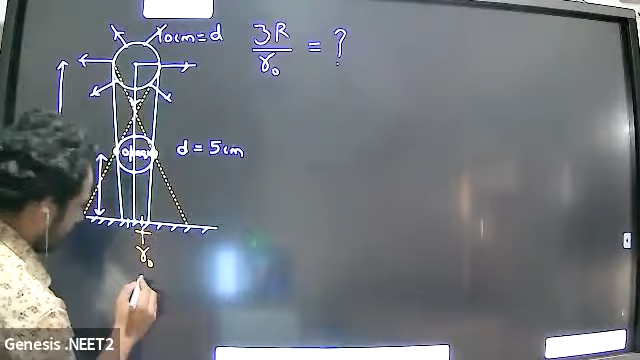 10cm=d
3R/r₀ = ?
d = 5cm
r₀
Genesis .NEET2